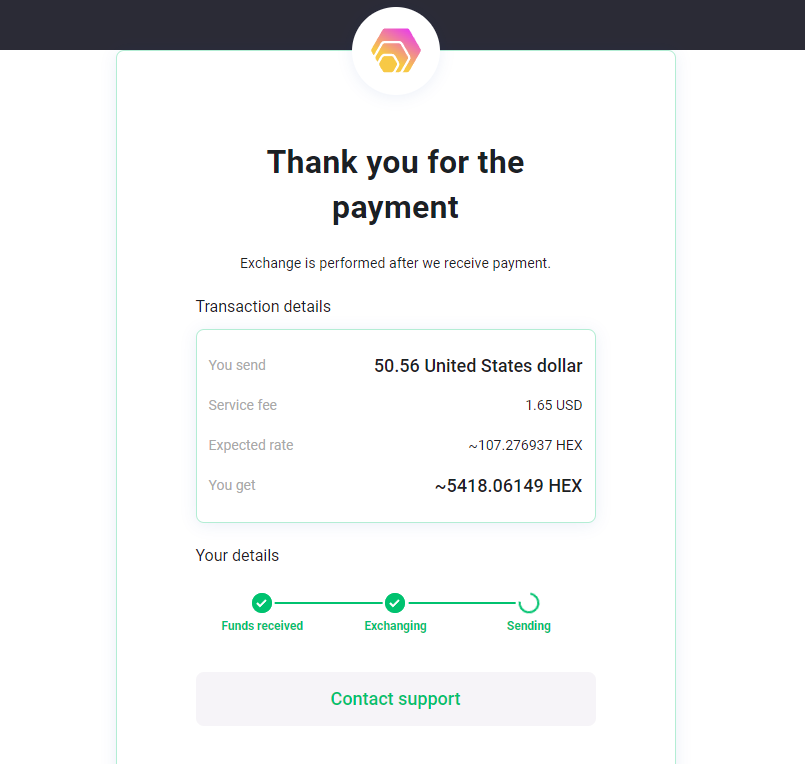 Thank you for the
payment
Exchange is performed after we receive payment.
Transaction details
You send 50.56 United States dollar
Service fee 1.65 USD
Expected rate ~107.276937 HEX
You get ~5418.06149 HEX
Your details
Funds received Exchanging Sending
Contact support